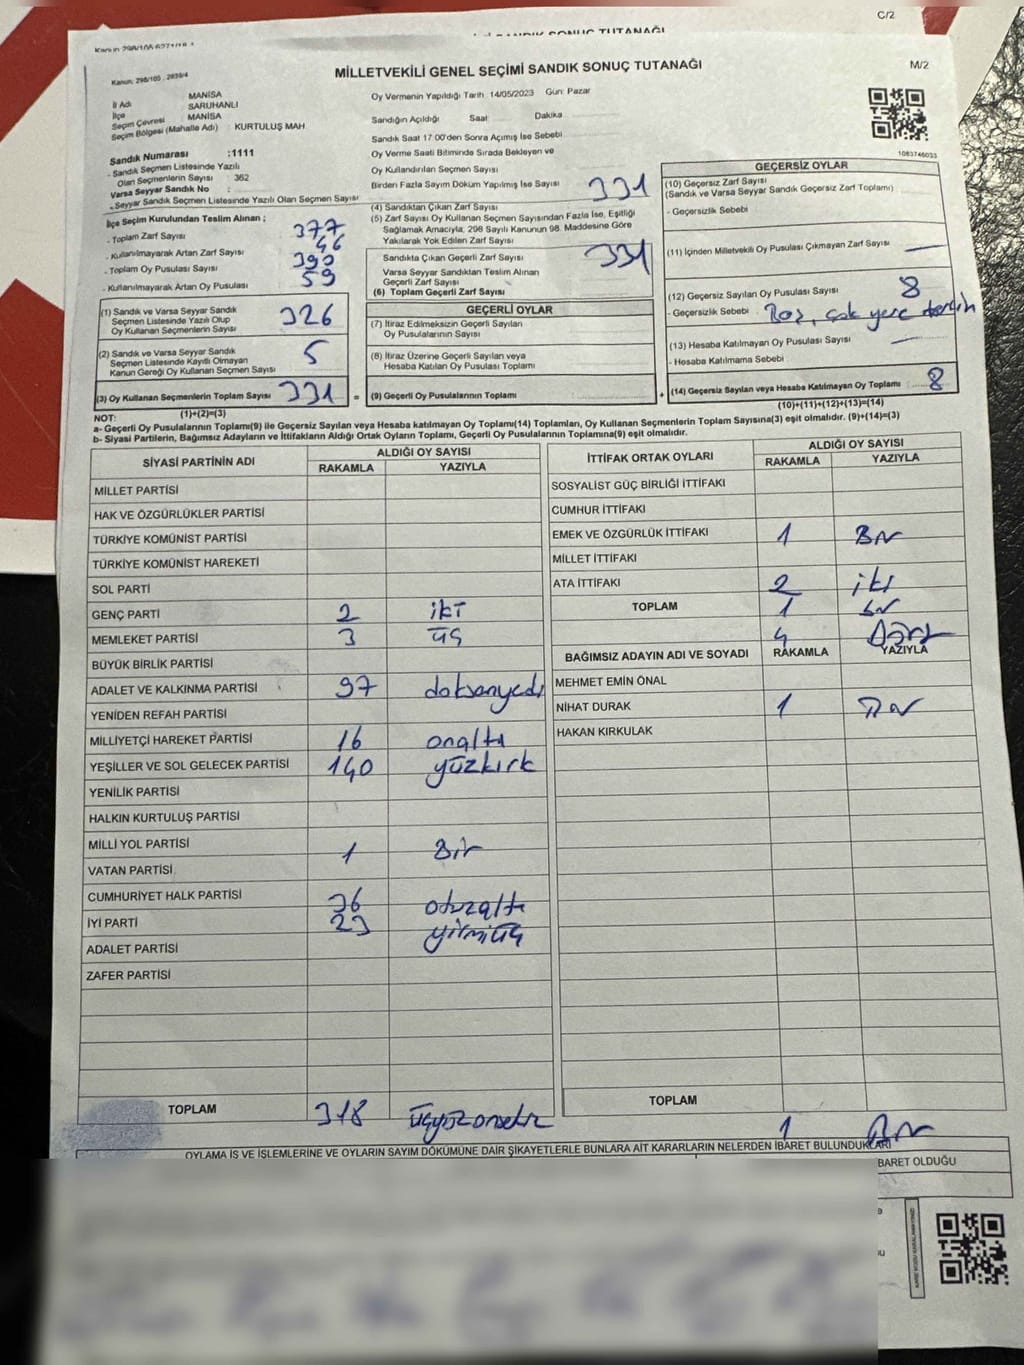 C/2
SANDIK SONUÇ TUTANAĞI
MİLLETVEKİLİ GENEL SEÇİMİ SANDIK SONUÇ TUTANAĞI
M/2
İl Adı MANİSA
İlçe SARUHANLI
Seçim Çevresi MANİSA
Seçim Bölgesi (Mahalle Adı) : KURTULUŞ MAH
Sandık Numarası :1111
- Sandık Seçmen Listesinde Yazılı
Olan Seçmenlerin Sayısı : 362
Varsa Seyyar Sandık No :
- Seyyar Sandık Seçmen Listesinde Yazılı Olan Seçmen Sayısı
Oy Vermenin Yapıldığı Tarih 14/05/2023 Gün: Pazar
Sandığın Açıldığı Saat Dakika
Sandık Saat 17:00'den Sonra Açımış İse Sebebi
Oy Verme Saati Bitiminde Sırada Bekleyen ve
Oy Kullandırılan Seçmen Sayısı
Birden Fazla Sayım Döküm Yapılmış İse Sayısı
1083746033
İlçe Seçim Kurulundan Teslim Alınan ;
- Toplam Zarf Sayısı 377
- Kullanılmayarak Artan Zarf Sayısı 46
- Toplam Oy Pusulası Sayısı 390
- Kullanılmayarak Artan Oy Pusulası 59
(1) Sandık ve Varsa Seyyar Sandık
Seçmen Listesinde Yazılı Olup
Oy Kullanan Seçmenlerin Sayısı 326
(2) Sandık ve Varsa Seyyar Sandık
Seçmen Listesinde Kayıtlı Olmayan
Kanun Gereği Oy Kullanan Seçmen Sayısı 5
(3) Oy Kullanan Seçmenlerin Toplam Sayısı 331 =
(1)+(2)=(3)
(4) Sandıktan Çıkan Zarf Sayısı 331
(5) Zarf Sayısı Oy Kullanan Seçmen Sayısından Fazla İse, Eşitliği
Sağlamak Amacıyla, 298 Sayılı Kanunun 98. Maddesine Göre
Yakılarak Yok Edilen Zarf Sayısı
Sandıkta Çıkan Geçerli Zarf Sayısı 331
Varsa Seyyar Sandıktan Teslim Alınan
Geçerli Zarf Sayısı
(6) Toplam Geçerli Zarf Sayısı
GEÇERLİ OYLAR
(7) İtiraz Edilmeksizin Geçerli Sayılan
Oy Pusulalarının Sayısı
(8) İtiraz Üzerine Geçerli Sayılan veya
Hesaba Katılan Oy Pusulası Toplamı
(9) Geçerli Oy Pusulalarının Toplamı +
GEÇERSİZ OYLAR
(10) Geçersiz Zarf Sayısı
(Sandık ve Varsa Seyyar Sandık Geçersiz Zarf Toplamı)
- Geçersizlik Sebebi
(11) İçinden Milletvekili Oy Pusulası Çıkmayan Zarf Sayısı —
(12) Geçersiz Sayılan Oy Pusulası Sayısı 8
- Geçersizlik Sebebi Boş, çok yere
(13) Hesaba Katılmayan Oy Pusulası Sayısı —
- Hesaba Katılmama Sebebi
(14) Geçersiz Sayılan veya Hesaba Katılmayan Oy Toplamı 8
(10)+(11)+(12)+(13)=(14)
NOT:
a- Geçerli Oy Pusulalarının Toplamı(9) ile Geçersiz Sayılan veya Hesaba katılmayan Oy Toplamı(14) Toplamları, Oy Kullanan Seçmenlerin Toplam Sayısına(3) eşit olmalıdır. (9)+(14)=(3)
b- Siyasi Partilerin, Bağımsız Adayların ve İttifakların Aldığı Ortak Oyların Toplamı, Geçerli Oy Pusulalarının Toplamına(9) eşit olmalıdır.
SİYASİ PARTİNİN ADI ALDIĞI OY SAYISI
RAKAMLA YAZIYLA
MİLLET PARTİSİ
HAK VE ÖZGÜRLÜKLER PARTİSİ
TÜRKİYE KOMÜNİST PARTİSİ
TÜRKİYE KOMÜNİST HAREKETİ
SOL PARTİ
GENÇ PARTİ 2 iki
MEMLEKET PARTİSİ 3 üç
BÜYÜK BİRLİK PARTİSİ
ADALET VE KALKINMA PARTİSİ 97 doksanyedi
YENİDEN REFAH PARTİSİ
MİLLİYETÇİ HAREKET PARTİSİ 16 onaltı
YEŞİLLER VE SOL GELECEK PARTİSİ 140 yüzkırk
YENİLİK PARTİSİ
HALKIN KURTULUŞ PARTİSİ
MİLLİ YOL PARTİSİ 1 Bir
VATAN PARTİSİ
CUMHURİYET HALK PARTİSİ 36 otuzaltı
İYİ PARTİ 23 yirmiüç
ADALET PARTİSİ
ZAFER PARTİSİ
TOPLAM 318 üçyüzonsekiz
İTTİFAK ORTAK OYLARI ALDIĞI OY SAYISI
RAKAMLA YAZIYLA
SOSYALİST GÜÇ BİRLİĞİ İTTİFAKI
CUMHUR İTTİFAKI
EMEK VE ÖZGÜRLÜK İTTİFAKI 1 Bir
MİLLET İTTİFAKI
ATA İTTİFAKI 2 iki
TOPLAM 1 bir
4 Dört
BAĞIMSIZ ADAYIN ADI VE SOYADI RAKAMLA YAZIYLA
MEHMET EMİN ÖNAL
NİHAT DURAK 1 Bir
HAKAN KIRKULAK
TOPLAM 1 Bir
OYLAMA İŞ VE İŞLEMLERİNE VE OYLARIN SAYIM DÖKÜMÜNE DAİR ŞİKAYETLERLE BUNLARA AİT KARARLARIN NELERDEN İBARET BULUNDUKLARI
BARET OLDUĞU